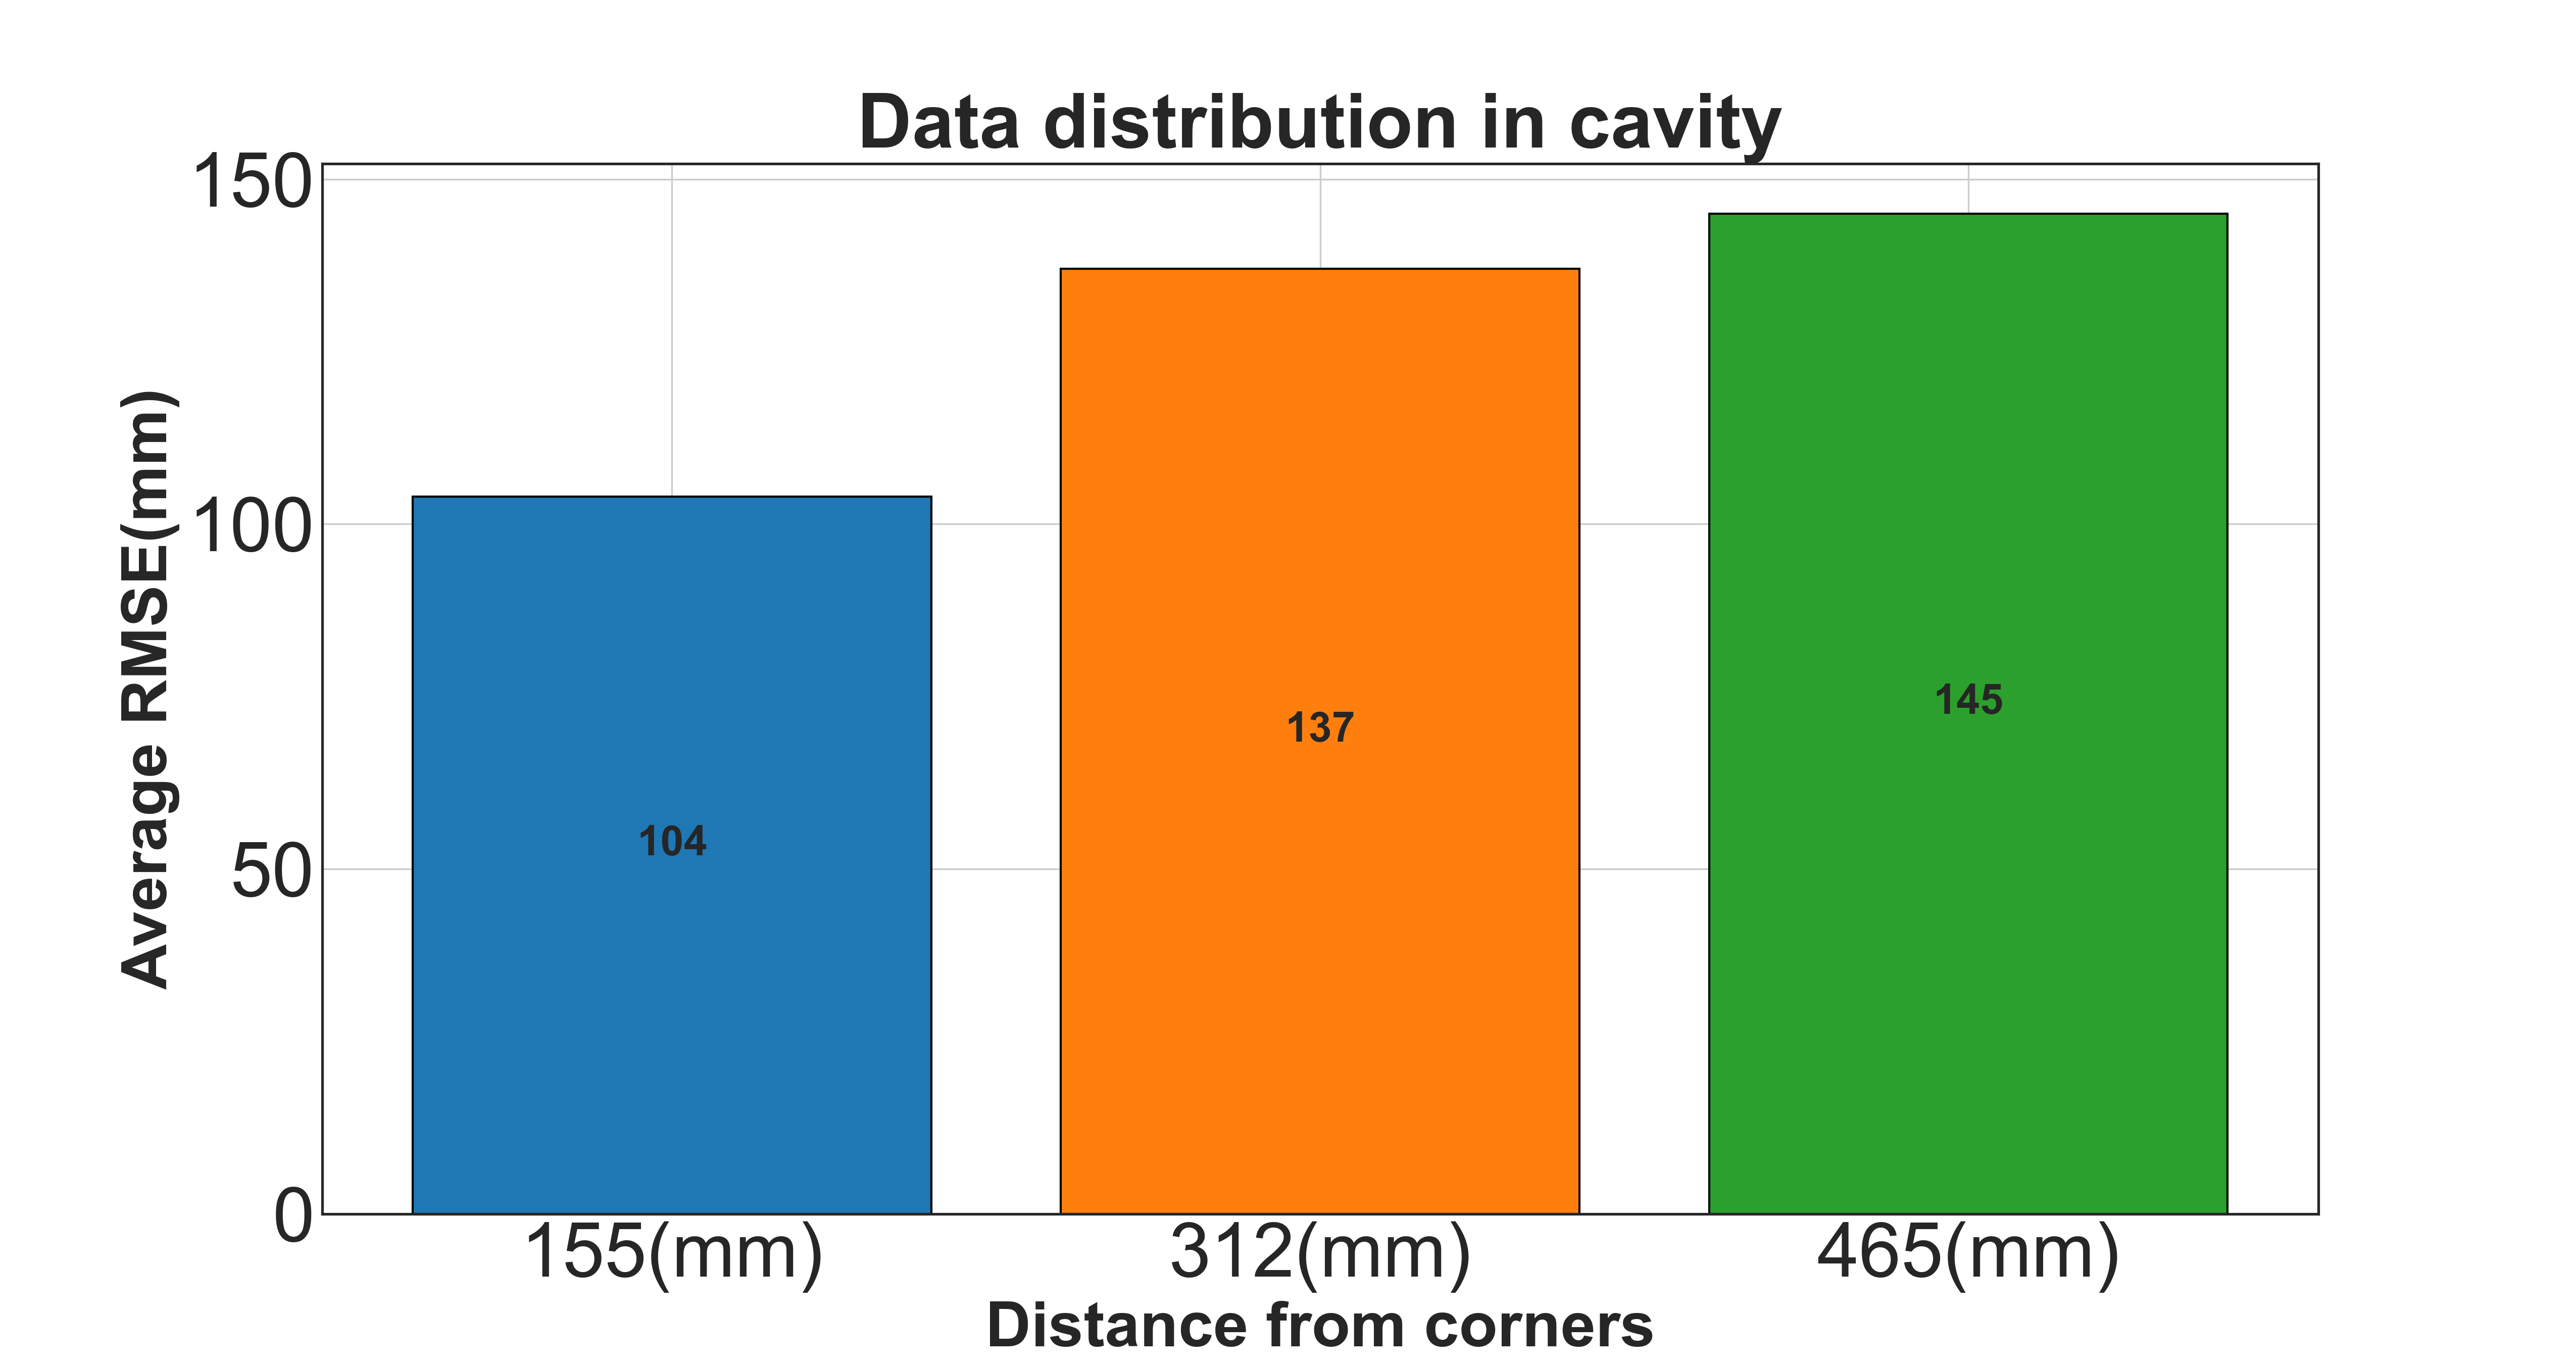 Data distribution in cavity
150
100
50
0
Average RMSE(mm)
104
137
145
155(mm)
312(mm)
465(mm)
Distance from corners